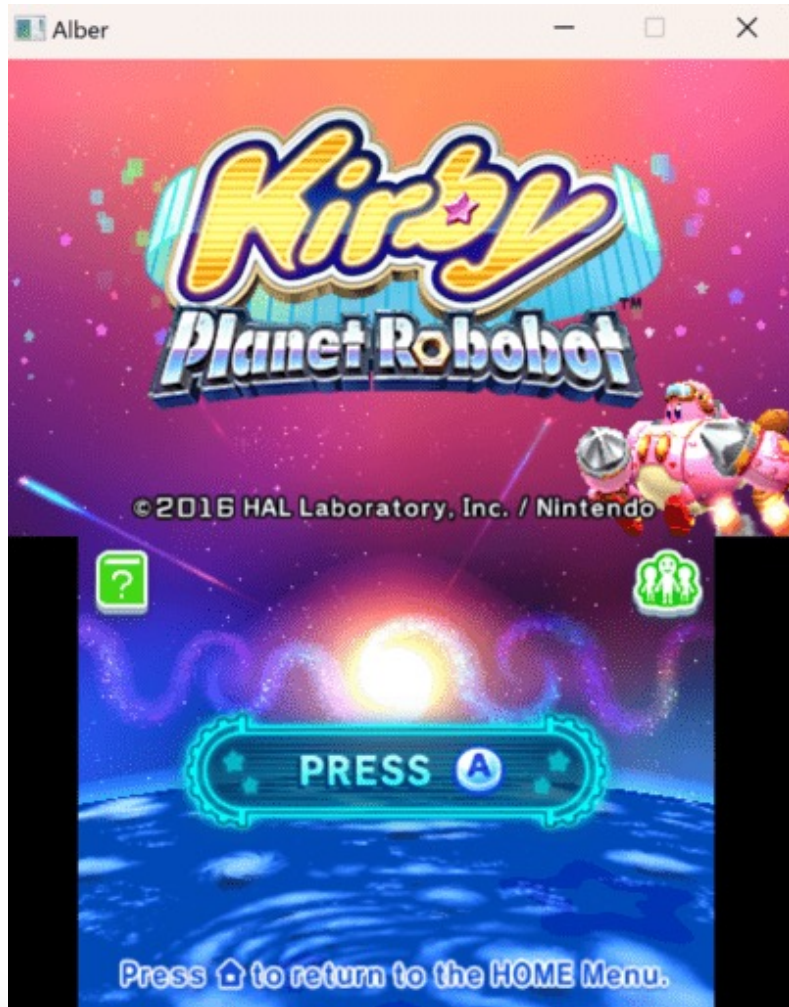 Alber
Kirby
TM
Planet Robobot
©2016 HAL Laboratory, Inc. / Nintendo
?
PRESS A
Press to return to the HOME Menu.